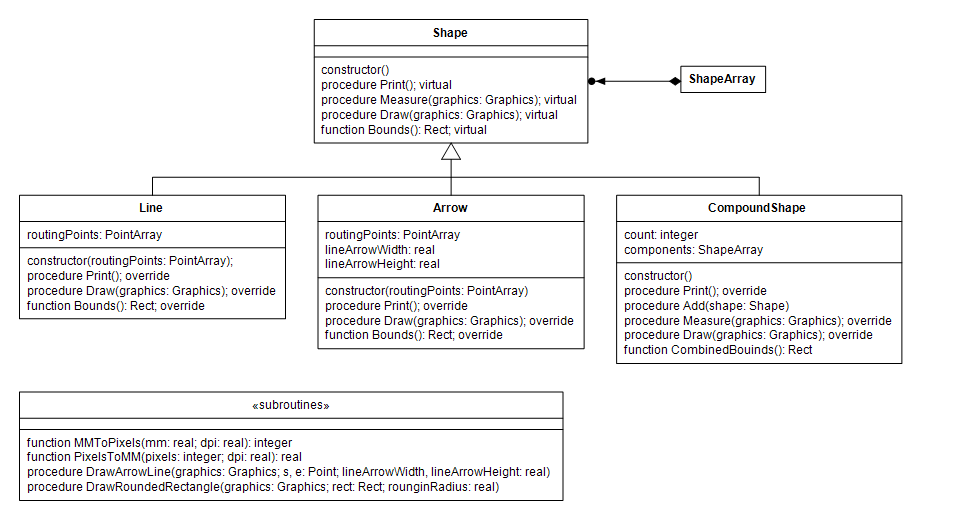 Shape
constructor()
procedure Print(); virtual
procedure Measure(graphics: Graphics); virtual
procedure Draw(graphics: Graphics); virtual
function Bounds(): Rect; virtual
ShapeArray
Line
routingPoints: PointArray
constructor(routingPoints: PointArray);
procedure Print(); override
procedure Draw(graphics: Graphics); override
function Bounds(): Rect; override
Arrow
routingPoints: PointArray
lineArrowWidth: real
lineArrowHeight: real
constructor(routingPoints: PointArray)
procedure Print(); override
procedure Draw(graphics: Graphics); override
function Bounds(): Rect; override
CompoundShape
count: integer
components: ShapeArray
constructor()
procedure Print(); override
procedure Add(shape: Shape)
procedure Measure(graphics: Graphics); override
procedure Draw(graphics: Graphics); override
function CombinedBouinds(): Rect
«subroutines»
function MMToPixels(mm: real; dpi: real): integer
function PixelsToMM(pixels: integer; dpi: real): real
procedure DrawArrowLine(graphics: Graphics; s, e: Point; lineArrowWidth, lineArrowHeight: real)
procedure DrawRoundedRectangle(graphics: Graphics; rect: Rect; rounginRadius: real)